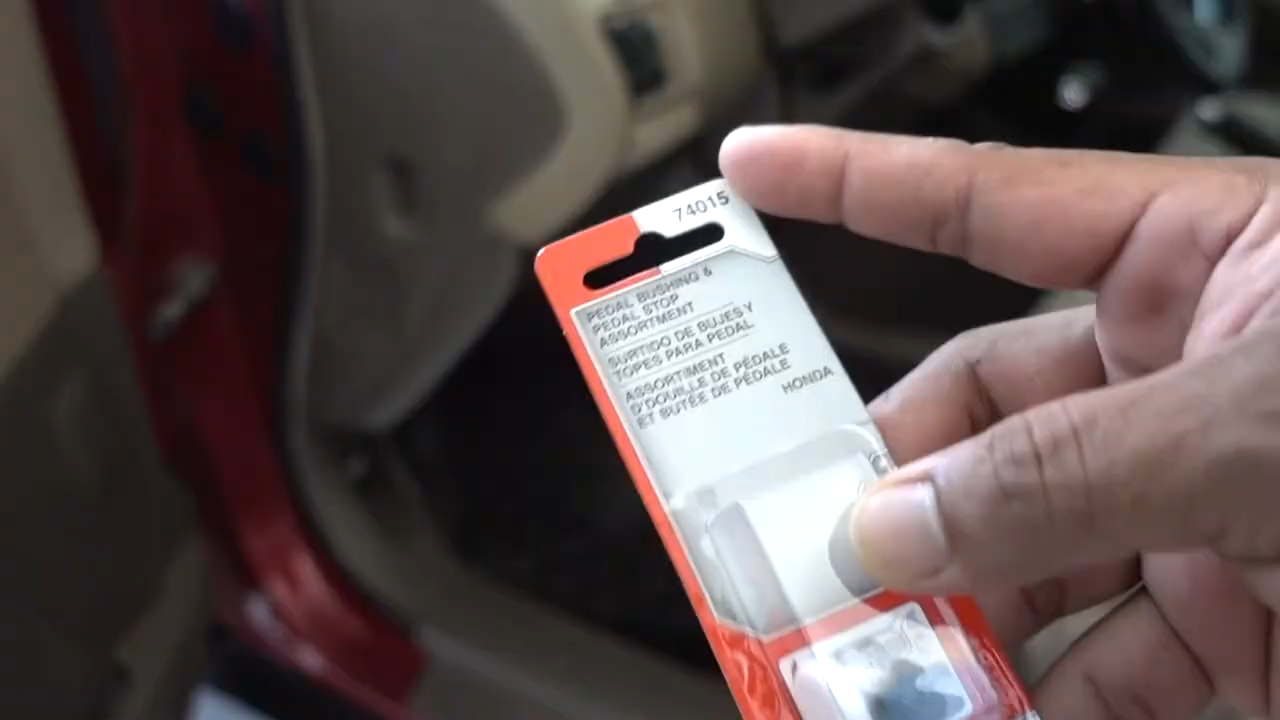 74015
PEDAL BUSHING &
PEDAL STOP
ASSORTMENT
SURTIDO DE BUJES Y
TOPES PARA PEDAL
ASSORTIMENT
D'DOUILLE DE PÉDALE
ET BUTÉE DE PÉDALE
HONDA